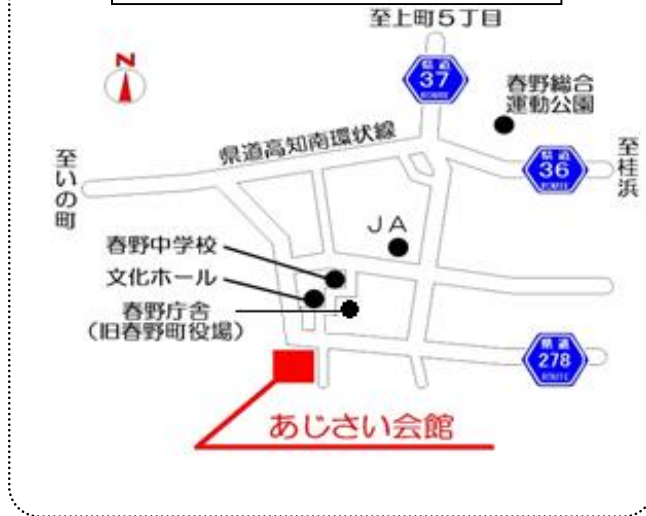 至上町5丁目
N
県道
37
ROUTE
春野総合
運動公園
県道高知南環状線
至いの町
県道
36
ROUTE
至桂浜
JA
春野中学校
文化ホール
春野庁舎
(旧春野町役場)
県道
278
ROUTE
あじさい会館